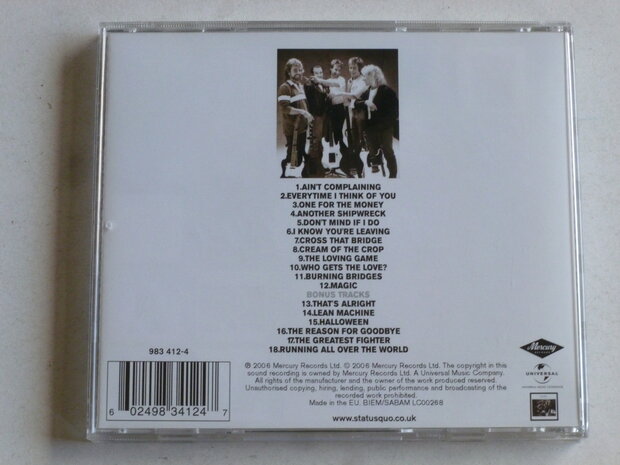 1.AIN'T COMPLAINING
2.EVERYTIME I THINK OF YOU
3.ONE FOR THE MONEY
4.ANOTHER SHIPWRECK
5.DON'T MIND IF I DO
6.I KNOW YOU'RE LEAVING
7.CROSS THAT BRIDGE
8.CREAM OF THE CROP
9.THE LOVING GAME
10.WHO GETS THE LOVE?
11.BURNING BRIDGES
12.MAGIC
BONUS TRACKS
13.THAT'S ALRIGHT
14.LEAN MACHINE
15.HALLOWEEN
16.THE REASON FOR GOODBYE
17.THE GREATEST FIGHTER
18.RUNNING ALL OVER THE WORLD
983 412-4
6 02498 34124 7
℗ 2006 Mercury Records Ltd. © 2006 Mercury Records Ltd. The copyright in this
sound recording is owned by Mercury Records Ltd. A Universal Music Company.
All rights of the manufacturer and the owner of the work produced reserved.
Unauthorised copying, hiring, lending, public performance and broadcasting of the
recorded work prohibited.
Made in the EU. BIEM/SABAM LC00268
www.statusquo.co.uk
Mercury
RECORDS
UNIVERSAL